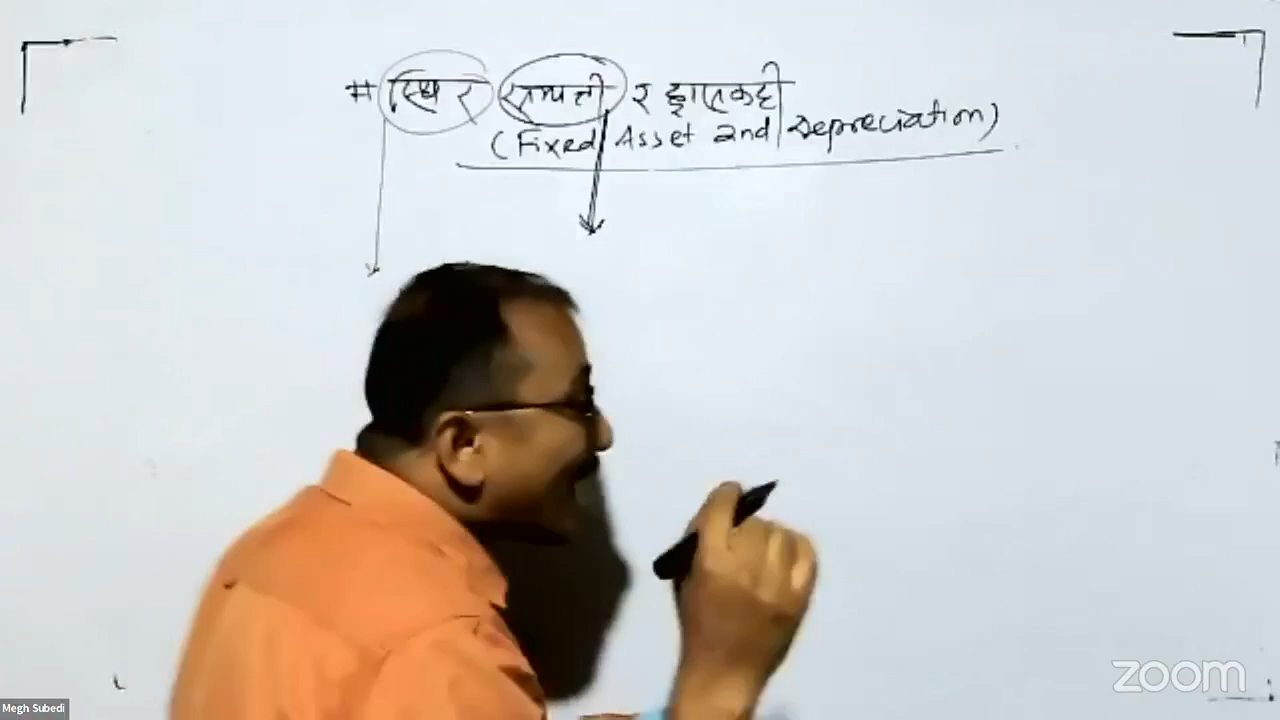 # स्थिर सम्पत्ती र ह्रासकट्टी
(Fixed Asset and Depreciation)
zoom
Megh Subedi